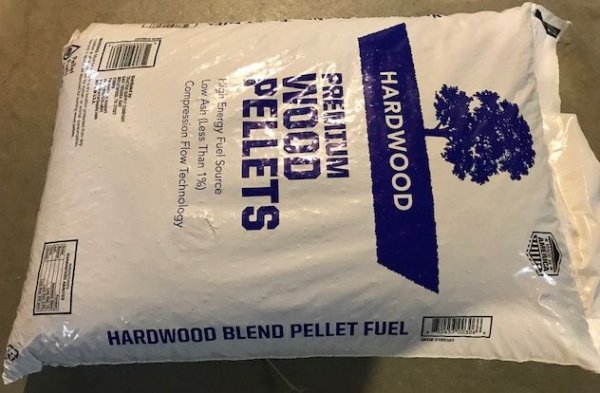 HARDWOOD
PREMIUM
WOOD
PELLETS
High Energy Fuel Source
Low Ash (Less Than 1%)
Compression Flow Technology
AMERICA
HARDWOOD BLEND PELLET FUEL